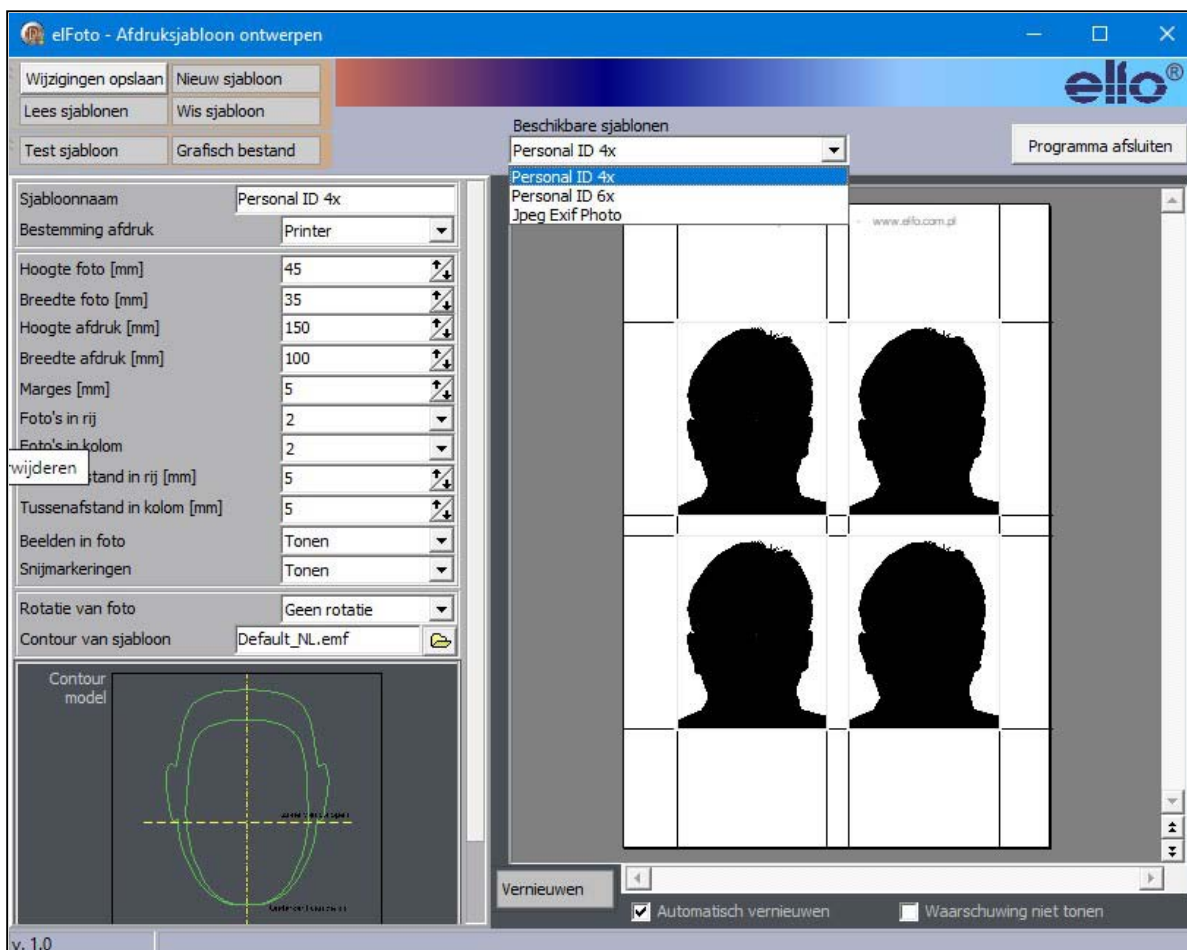 elFoto - Afdruksjabloon ontwerpen
Wijzigingen opslaan Nieuw sjabloon
Lees sjablonen Wis sjabloon
Test sjabloon Grafisch bestand
elfo®
Beschikbare sjablonen
Personal ID 4x
Programma afsluiten
Personal ID 4x
Personal ID 6x
Jpeg Exif Photo
Sjabloonnaam Personal ID 4x
Bestemming afdruk Printer
Hoogte foto [mm] 45
Breedte foto [mm] 35
Hoogte afdruk [mm] 150
Breedte afdruk [mm] 100
Marges [mm] 5
Foto's in rij 2
Foto's in kolom 2
rwijderen
stand in rij [mm] 5
Tussenafstand in kolom [mm] 5
Beelden in foto Tonen
Snijmarkeringen Tonen
Rotatie van foto Geen rotatie
Contour van sjabloon Default_NL.emf
Contour
model
- www.elfo.com.pl
Vernieuwen
Automatisch vernieuwen Waarschuwing niet tonen
v. 1.0